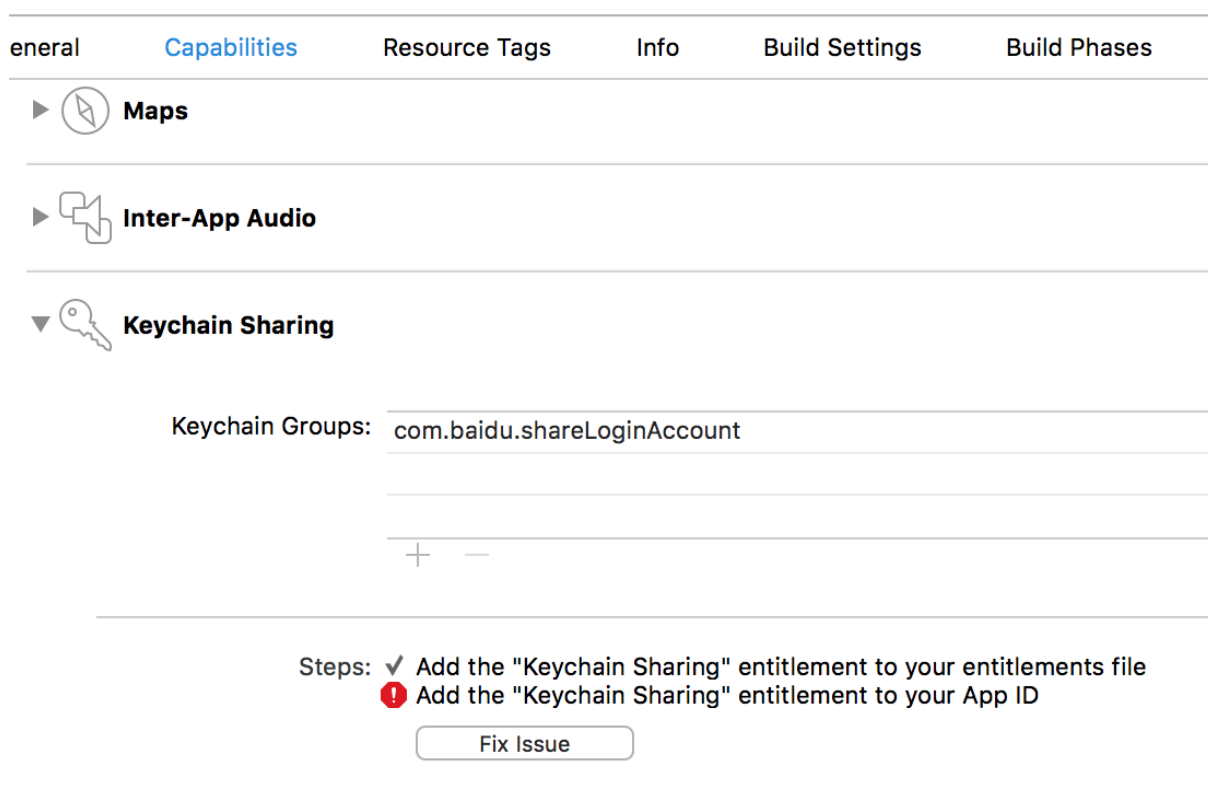 eneral Capabilities Resource Tags Info Build Settings Build Phases
Maps
Inter-App Audio
Keychain Sharing
Keychain Groups: com.baidu.shareLoginAccount
Steps: Add the "Keychain Sharing" entitlement to your entitlements file
Add the "Keychain Sharing" entitlement to your App ID
Fix Issue